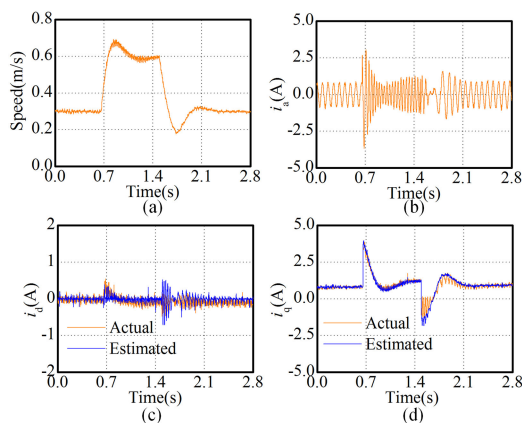 Speed(m/s)
0.8
0.6
0.4
0.2
0.0
0.0 0.7 1.4 2.1 2.8
Time(s)
(a)
i_a(A)
5.0
2.5
0.0
-2.5
-5.0
0.0 0.7 1.4 2.1 2.8
Time(s)
(b)
i_d(A)
2
1
0
-1
-2
Actual
Estimated
0.0 0.7 1.4 2.1 2.8
Time(s)
(c)
i_q(A)
5.0
2.5
0.0
-2.5
-5.0
Actual
Estimated
0.0 0.7 1.4 2.1 2.8
Time(s)
(d)